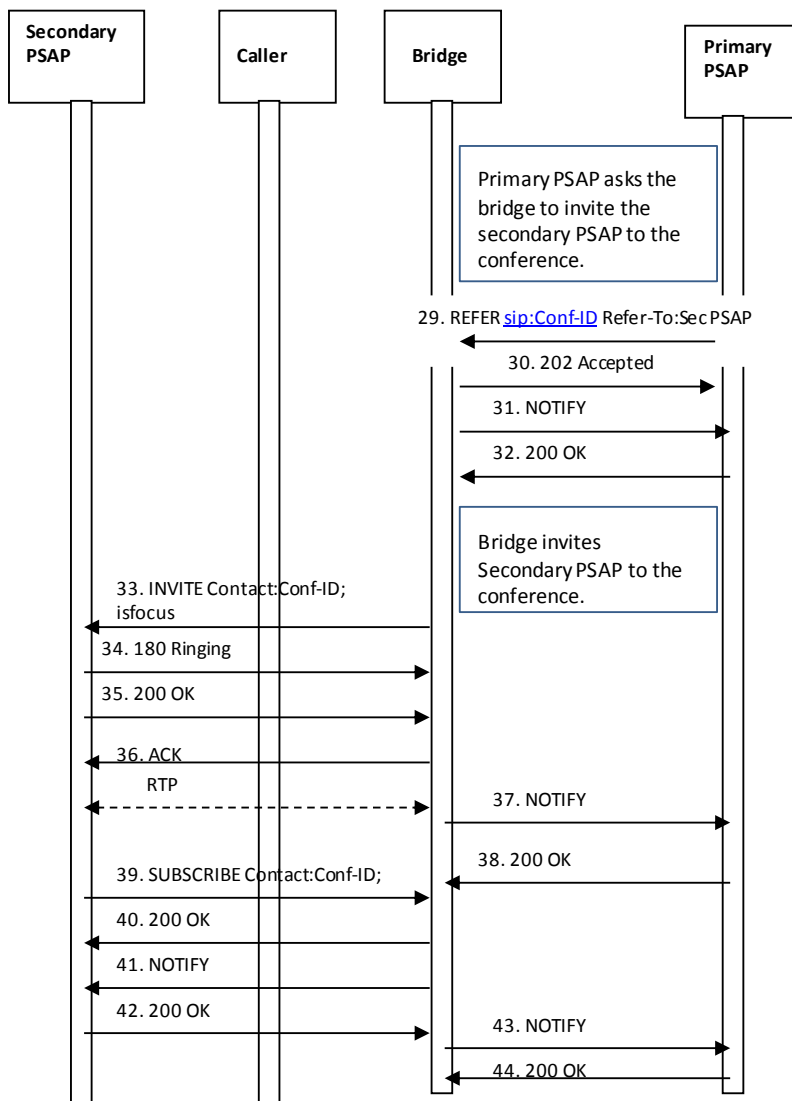 Secondary
PSAP
Caller
Bridge
Primary
PSAP
Primary PSAP asks the
bridge to invite the
secondary PSAP to the
conference.
29. REFER sip:Conf-ID Refer-To:Sec PSAP
30. 202 Accepted
31. NOTIFY
32. 200 OK
Bridge invites
Secondary PSAP to the
conference.
33. INVITE Contact:Conf-ID;
isfocus
34. 180 Ringing
35. 200 OK
36. ACK
RTP
37. NOTIFY
38. 200 OK
39. SUBSCRIBE Contact:Conf-ID;
40. 200 OK
41. NOTIFY
42. 200 OK
43. NOTIFY
44. 200 OK